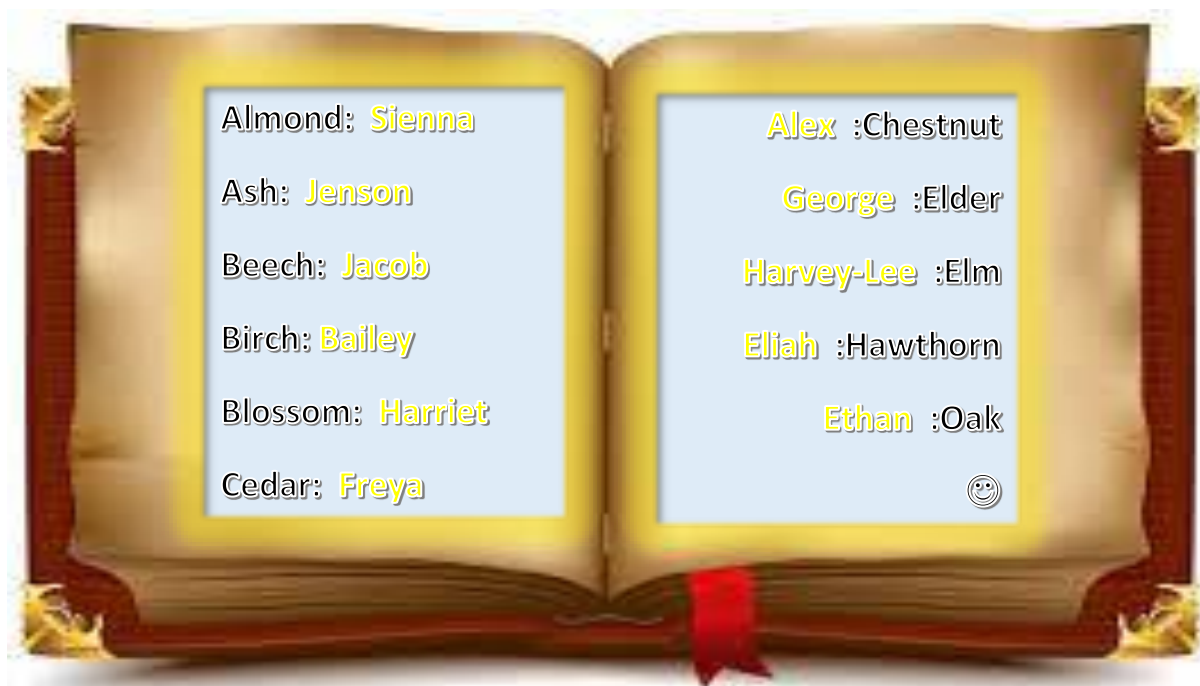 Almond: Sienna
Ash: Jenson
Beech: Jacob
Birch: Bailey
Blossom: Harriet
Cedar: Freya
Alex :Chestnut
George :Elder
Harvey-Lee :Elm
Eliah :Hawthorn
Ethan :Oak
☺